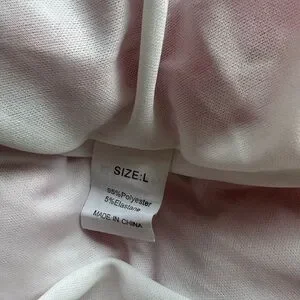 SIZE:L
95%Polyester
5%Elastane
MADE IN CHINA